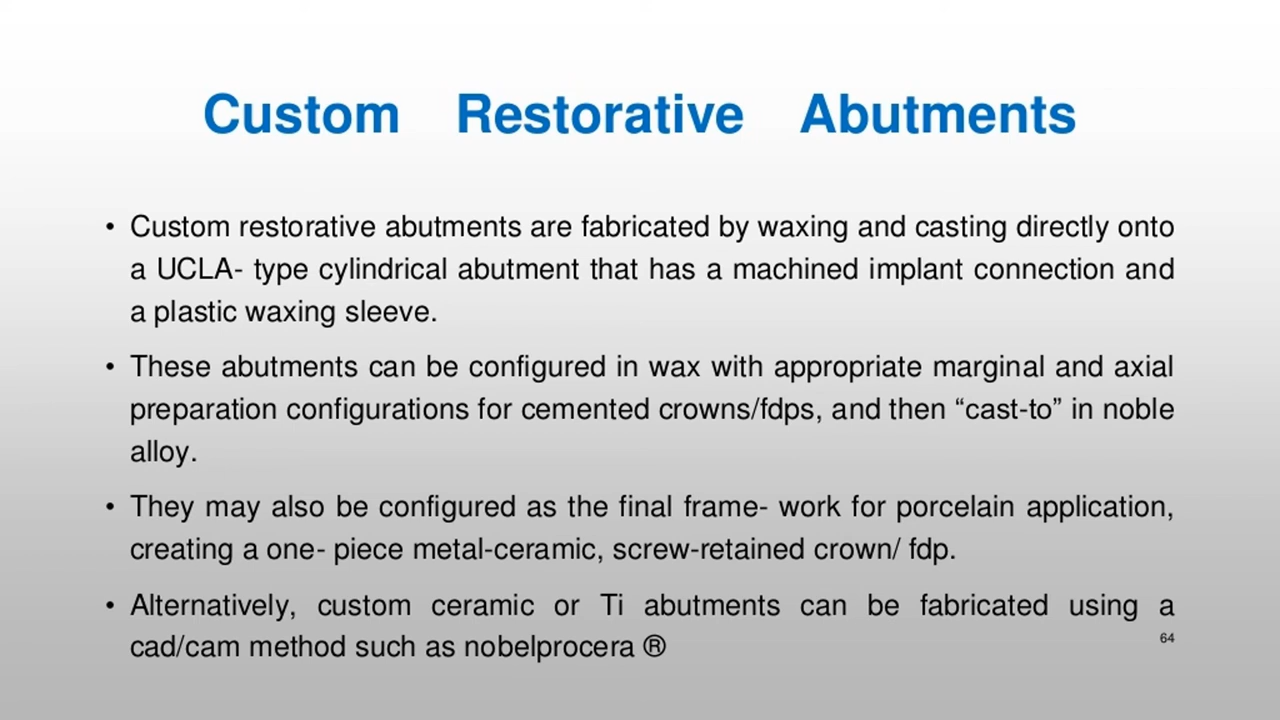 Custom Restorative Abutments
• Custom restorative abutments are fabricated by waxing and casting directly onto
a UCLA- type cylindrical abutment that has a machined implant connection and
a plastic waxing sleeve.
• These abutments can be configured in wax with appropriate marginal and axial
preparation configurations for cemented crowns/fdps, and then “cast-to” in noble
alloy.
• They may also be configured as the final frame- work for porcelain application,
creating a one- piece metal-ceramic, screw-retained crown/ fdp.
• Alternatively, custom ceramic or Ti abutments can be fabricated using a
cad/cam method such as nobelprocera ®
64